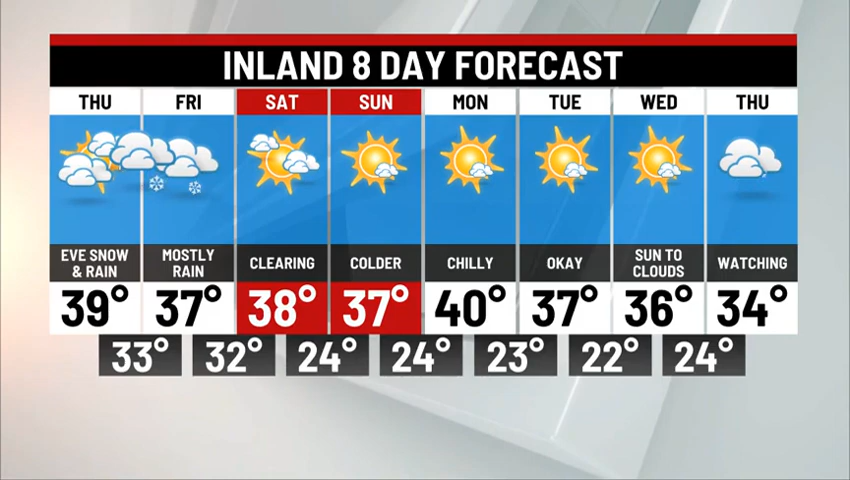 INLAND 8 DAY FORECAST
THU FRI SAT SUN MON TUE WED THU
EVE SNOW & RAIN MOSTLY RAIN CLEARING COLDER CHILLY OKAY SUN TO CLOUDS WATCHING
39° 37° 38° 37° 40° 37° 36° 34°
33° 32° 24° 24° 23° 22° 24°